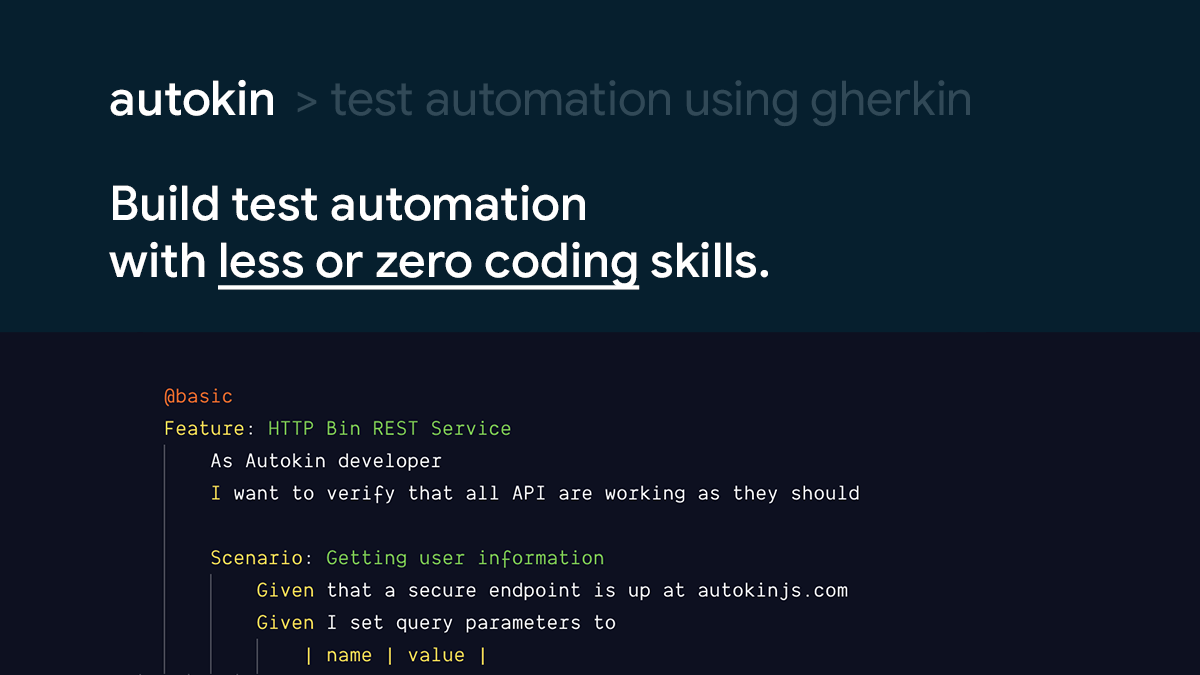 autokin > test automation using gherkin
Build test automation
with less or zero coding skills.
@basic
Feature: HTTP Bin REST Service
As Autokin developer
I want to verify that all API are working as they should
Scenario: Getting user information
Given that a secure endpoint is up at autokinjs.com
Given I set query parameters to
| name | value |